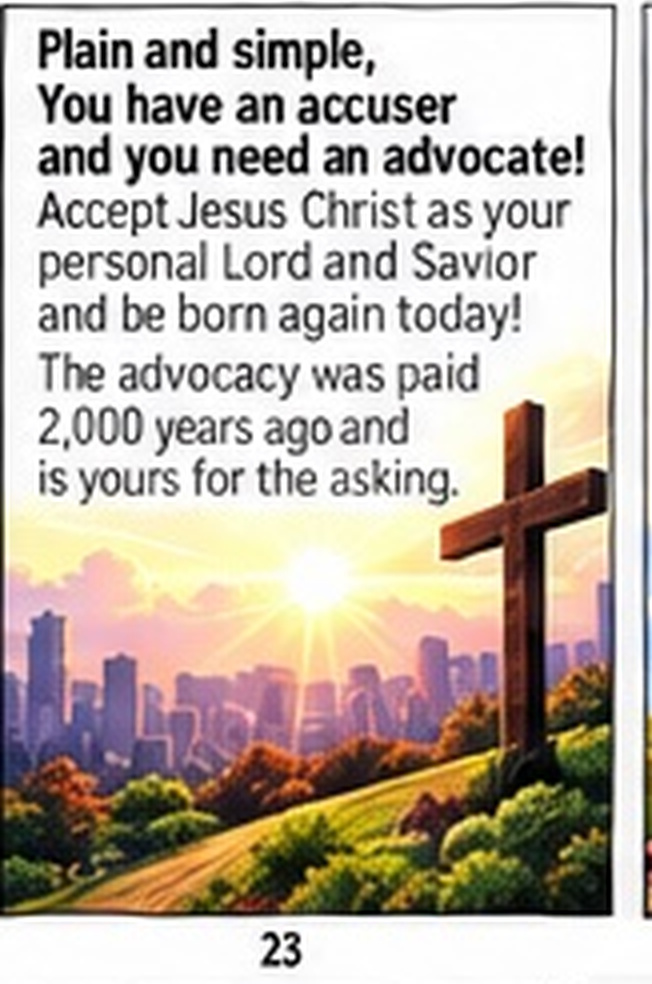 Plain and simple,
You have an accuser
and you need an advocate!
Accept Jesus Christ as your
personal Lord and Savior
and be born again today!
The advocacy was paid
2,000 years ago and
is yours for the asking.
23